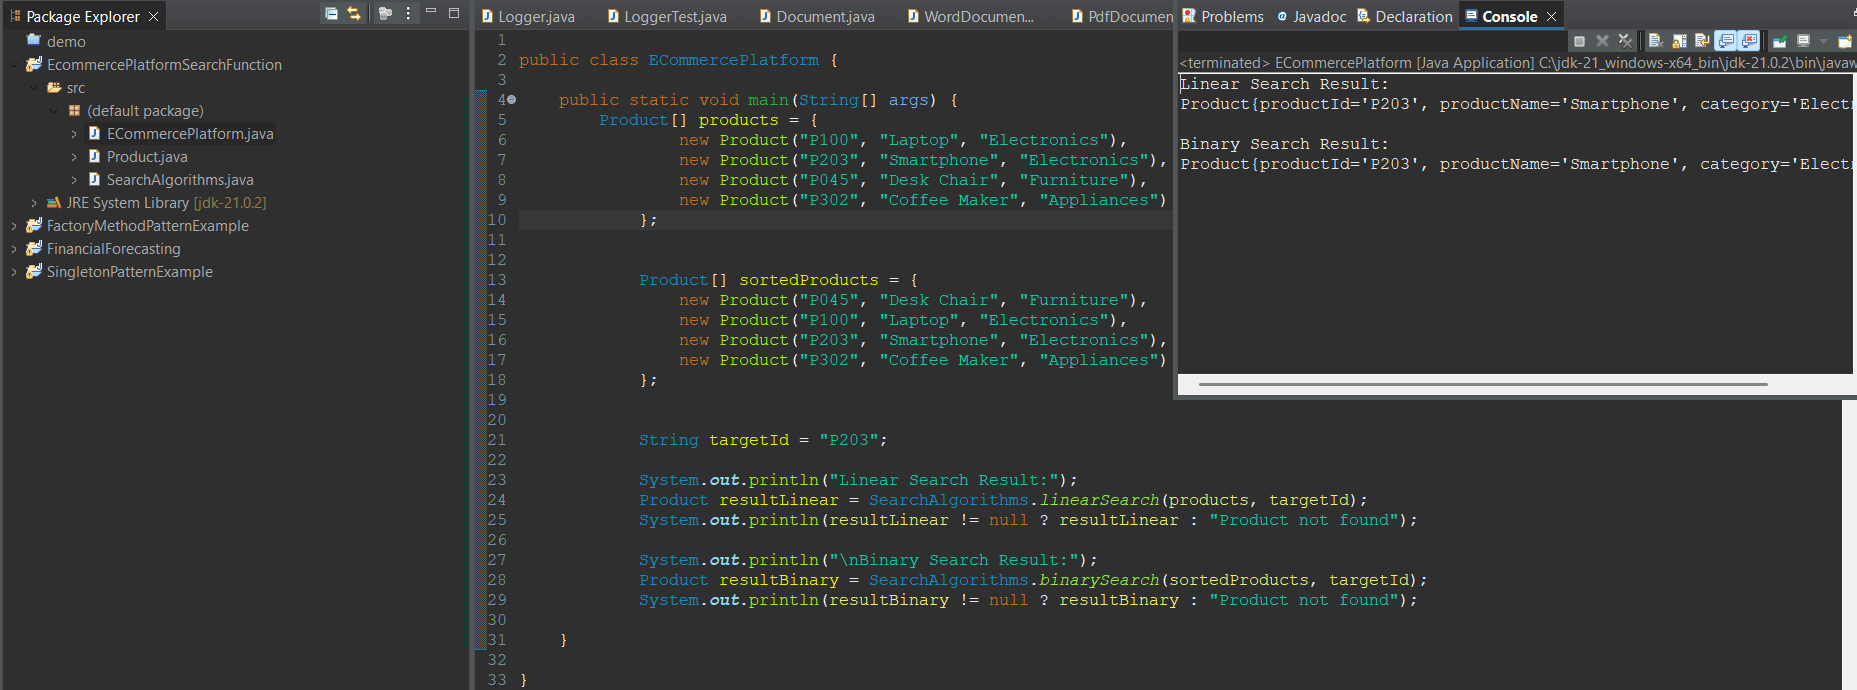 Package Explorer
demo
EcommercePlatformSearchFunction
src
(default package)
ECommercePlatform.java
Product.java
SearchAlgorithms.java
JRE System Library [jdk-21.0.2]
FactoryMethodPatternExample
FinancialForecasting
SingletonPatternExample
Logger.java LoggerTest.java Document.java WordDocumen... PdfDocumen
1
2 public class ECommercePlatform {
3
4 public static void main(String[] args) {
5 Product[] products = {
6 new Product("P100", "Laptop", "Electronics"),
7 new Product("P203", "Smartphone", "Electronics"),
8 new Product("P045", "Desk Chair", "Furniture"),
9 new Product("P302", "Coffee Maker", "Appliances")
10 };
11
12
13 Product[] sortedProducts = {
14 new Product("P045", "Desk Chair", "Furniture"),
15 new Product("P100", "Laptop", "Electronics"),
16 new Product("P203", "Smartphone", "Electronics"),
17 new Product("P302", "Coffee Maker", "Appliances")
18 };
19
20
21 String targetId = "P203";
22
23 System.out.println("Linear Search Result:");
24 Product resultLinear = SearchAlgorithms.linearSearch(products, targetId);
25 System.out.println(resultLinear != null ? resultLinear : "Product not found");
26
27 System.out.println("\nBinary Search Result:");
28 Product resultBinary = SearchAlgorithms.binarySearch(sortedProducts, targetId);
29 System.out.println(resultBinary != null ? resultBinary : "Product not found");
30
31 }
32
33 }
Problems Javadoc Declaration Console
<terminated> ECommercePlatform [Java Application] C:\jdk-21_windows-x64_bin\jdk-21.0.2\bin\javaw
Linear Search Result:
Product{productId='P203', productName='Smartphone', category='Electr
Binary Search Result:
Product{productId='P203', productName='Smartphone', category='Electr